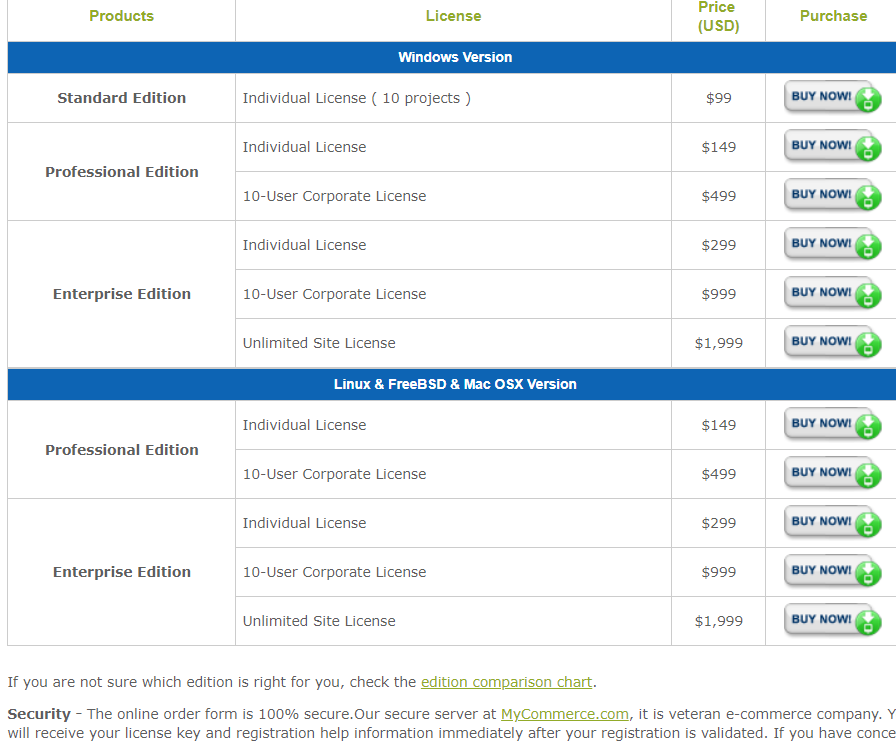 Products License Price (USD) Purchase
Windows Version
Standard Edition Individual License ( 10 projects ) $99 BUY NOW!
Professional Edition Individual License $149 BUY NOW!
10-User Corporate License $499 BUY NOW!
Enterprise Edition Individual License $299 BUY NOW!
10-User Corporate License $999 BUY NOW!
Unlimited Site License $1,999 BUY NOW!
Linux & FreeBSD & Mac OSX Version
Professional Edition Individual License $149 BUY NOW!
10-User Corporate License $499 BUY NOW!
Enterprise Edition Individual License $299 BUY NOW!
10-User Corporate License $999 BUY NOW!
Unlimited Site License $1,999 BUY NOW!
If you are not sure which edition is right for you, check the edition comparison chart.
Security - The online order form is 100% secure.Our secure server at MyCommerce.com, it is veteran e-commerce company. Y
will receive your license key and registration help information immediately after your registration is validated. If you have conce